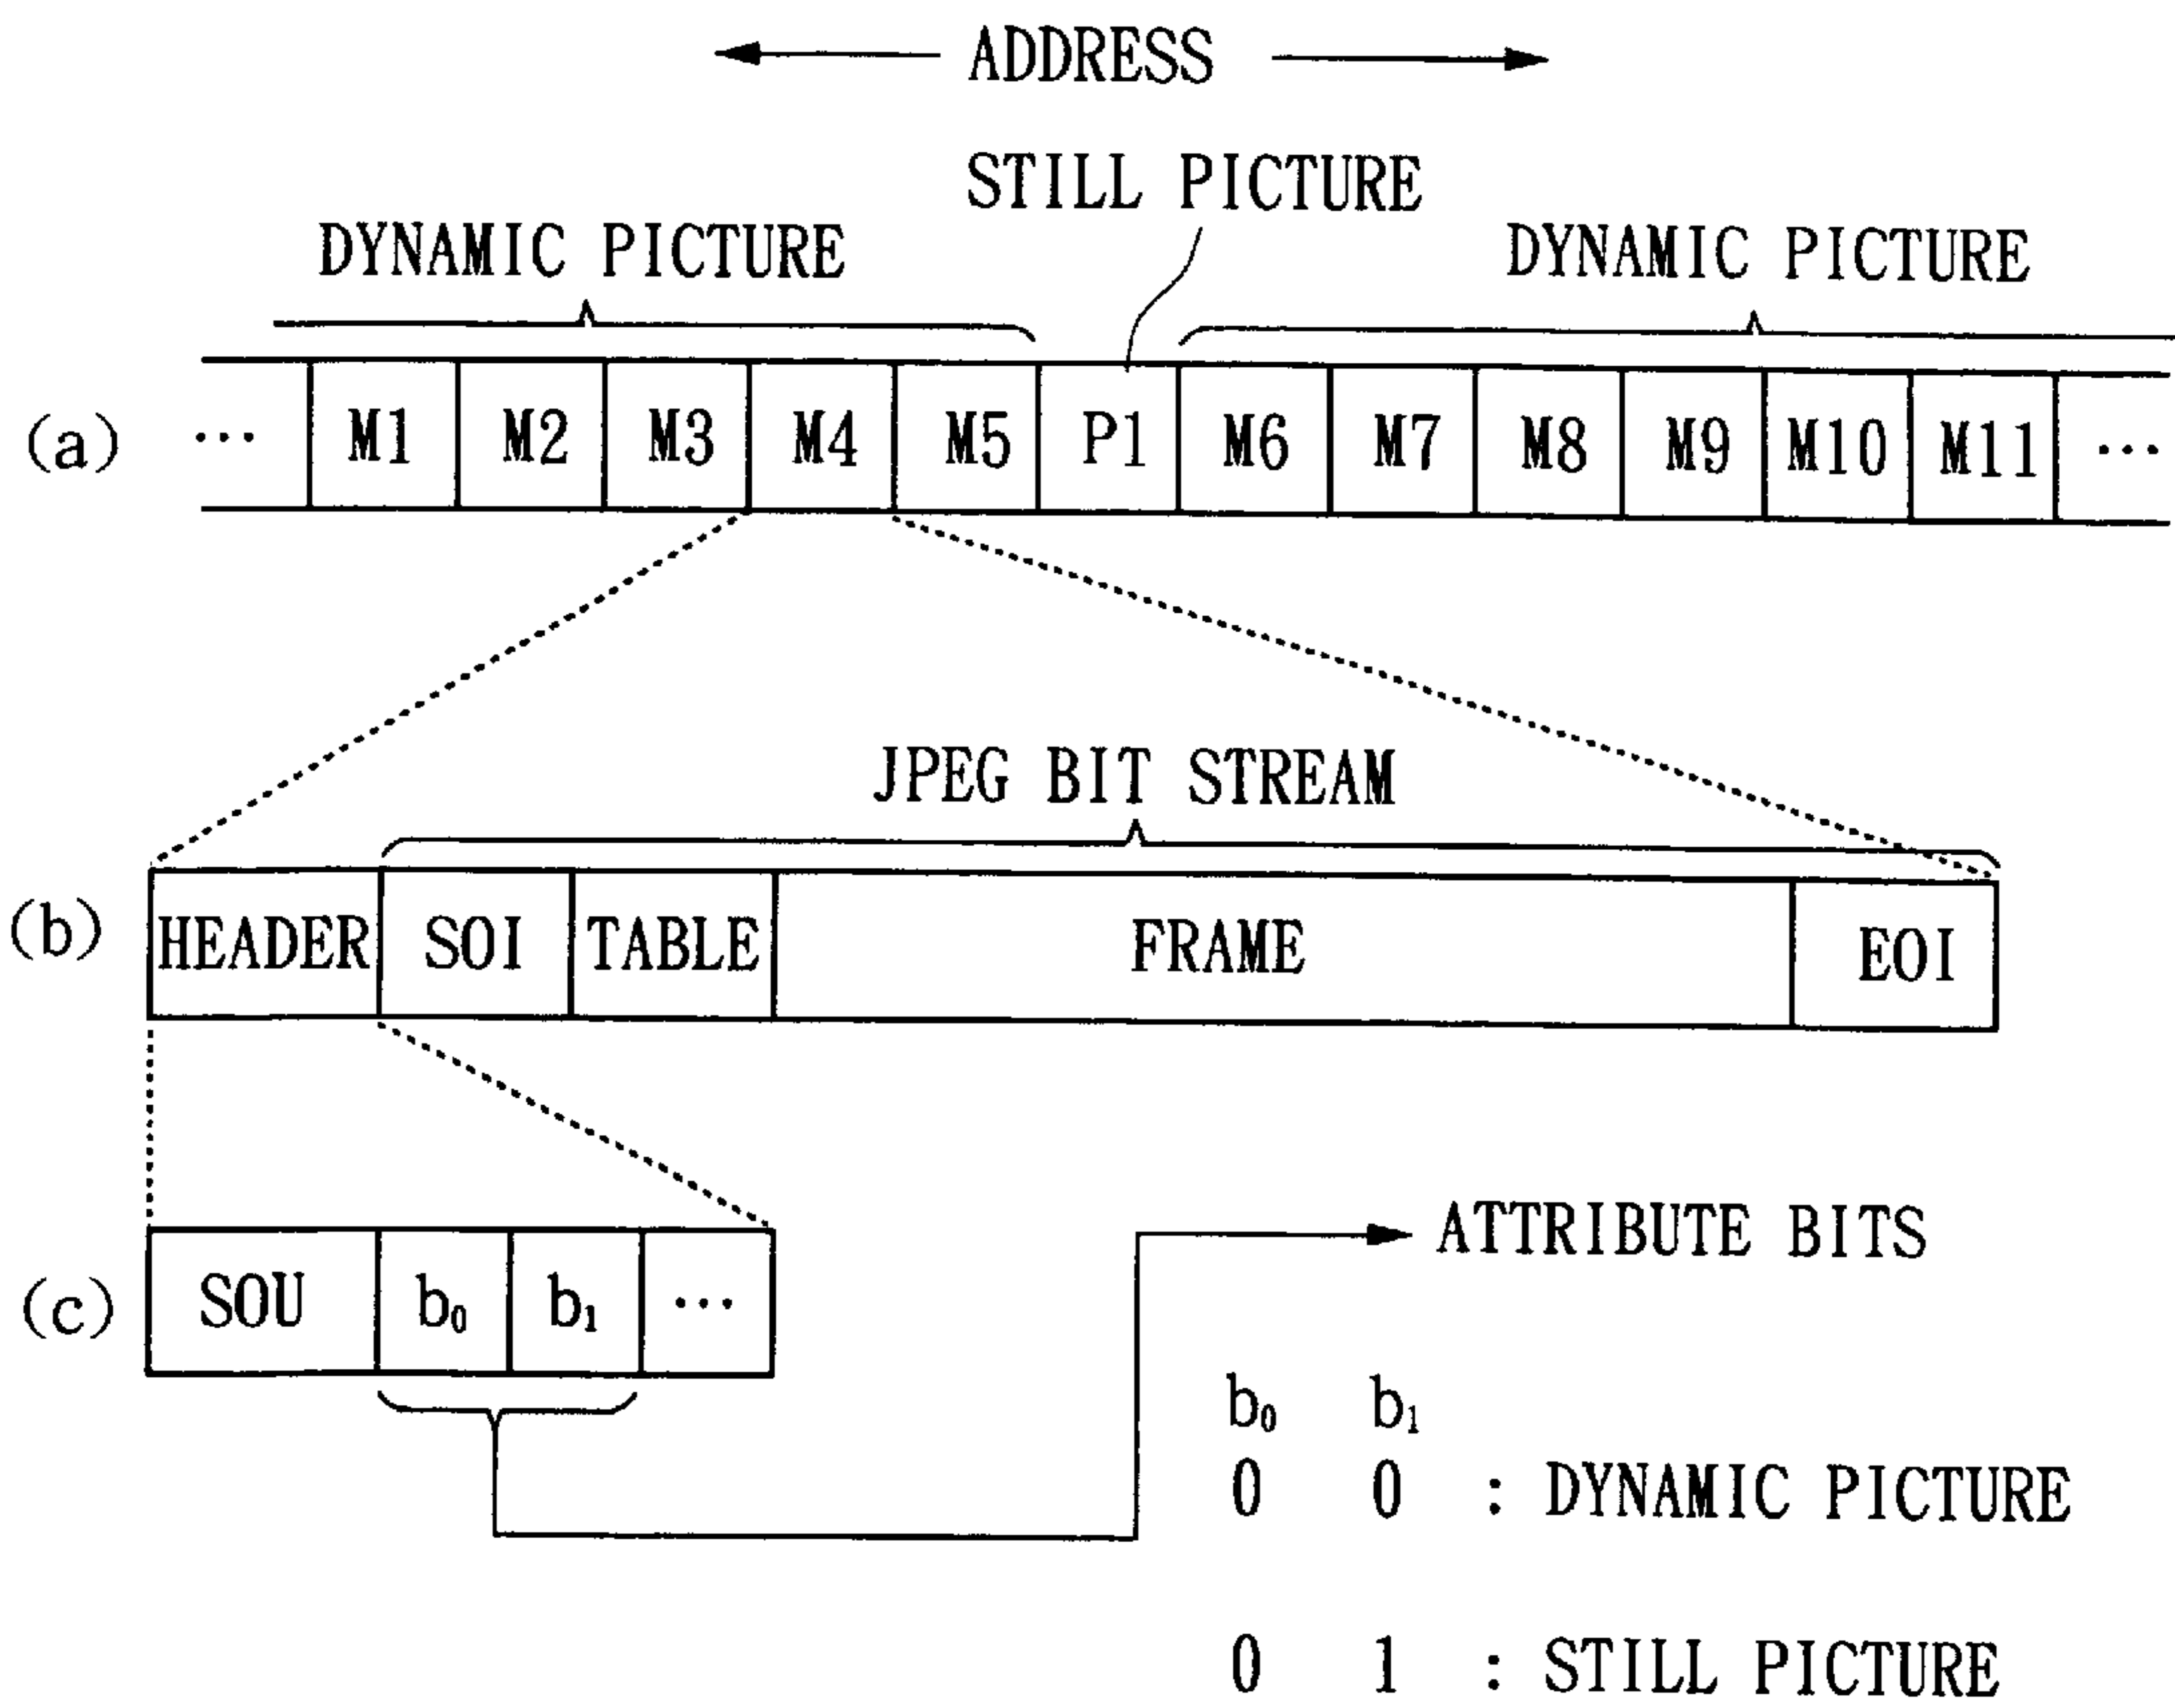 ADDRESS
STILL PICTURE
DYNAMIC PICTURE DYNAMIC PICTURE
(a) ... M1 M2 M3 M4 M5 P1 M6 M7 M8 M9 M10 M11 ...
JPEG BIT STREAM
(b) HEADER SOI TABLE FRAME EOI
ATTRIBUTE BITS
(c) SOU b₀ b₁ ...
b₀ b₁
0 0 : DYNAMIC PICTURE
0 1 : STILL PICTURE